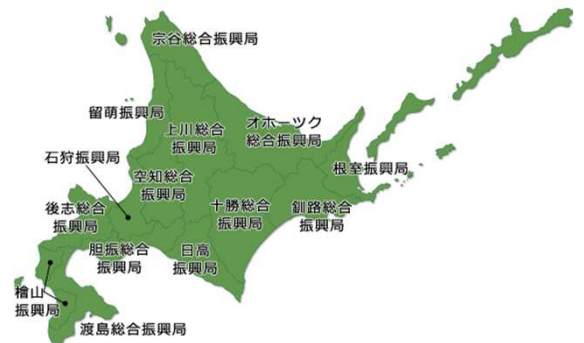 宗谷総合振興局
留萌振興局
上川総合
振興局
オホーツク
総合振興局
石狩振興局
空知総合
振興局
根室振興局
後志総合
振興局
十勝総合
振興局
釧路総合
振興局
胆振総合
振興局
日高
振興局
檜山
振興局
渡島総合振興局